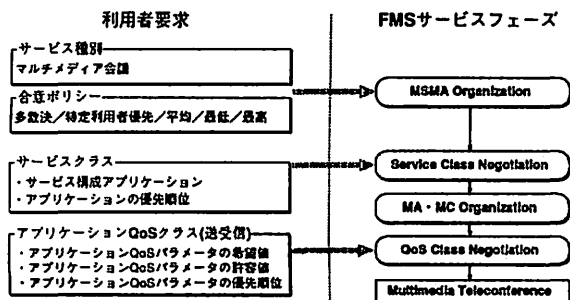 利用者要求
FMSサービスフェーズ
サービス種別
マルチメディア会議
合意ポリシー
多数決／特定利用者優先／平均／最低／最高
MSMA Organization
サービスクラス
・サービス構成アプリケーション
・アプリケーションの優先順位
Service Class Negotiation
MA・MC Organization
アプリケーションQoSクラス(送受信)
・アプリケーションQoSパラメータの希望値
・アプリケーションQoSパラメータの許容値
・アプリケーションQoSパラメータの優先順位
QoS Class Negotiation
Multimedia Teleconference